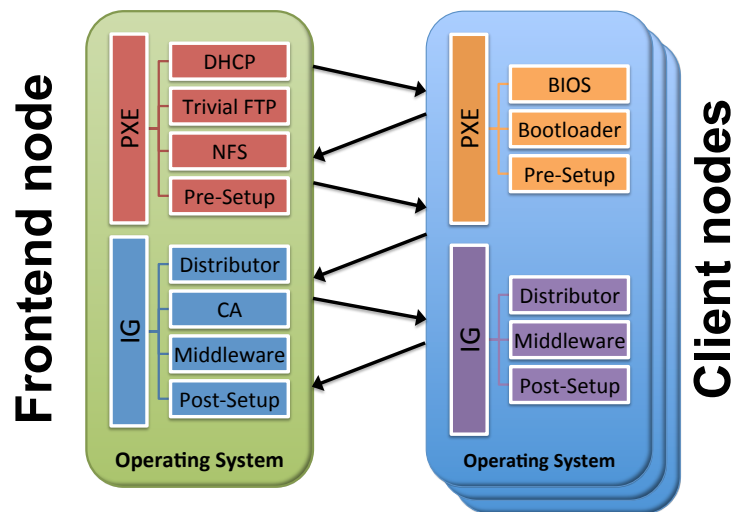 Frontend node
PXE
DHCP
Trivial FTP
NFS
Pre-Setup
IG
Distributor
CA
Middleware
Post-Setup
Operating System
PXE
BIOS
Bootloader
Pre-Setup
IG
Distributor
Middleware
Post-Setup
Operating System
Client nodes